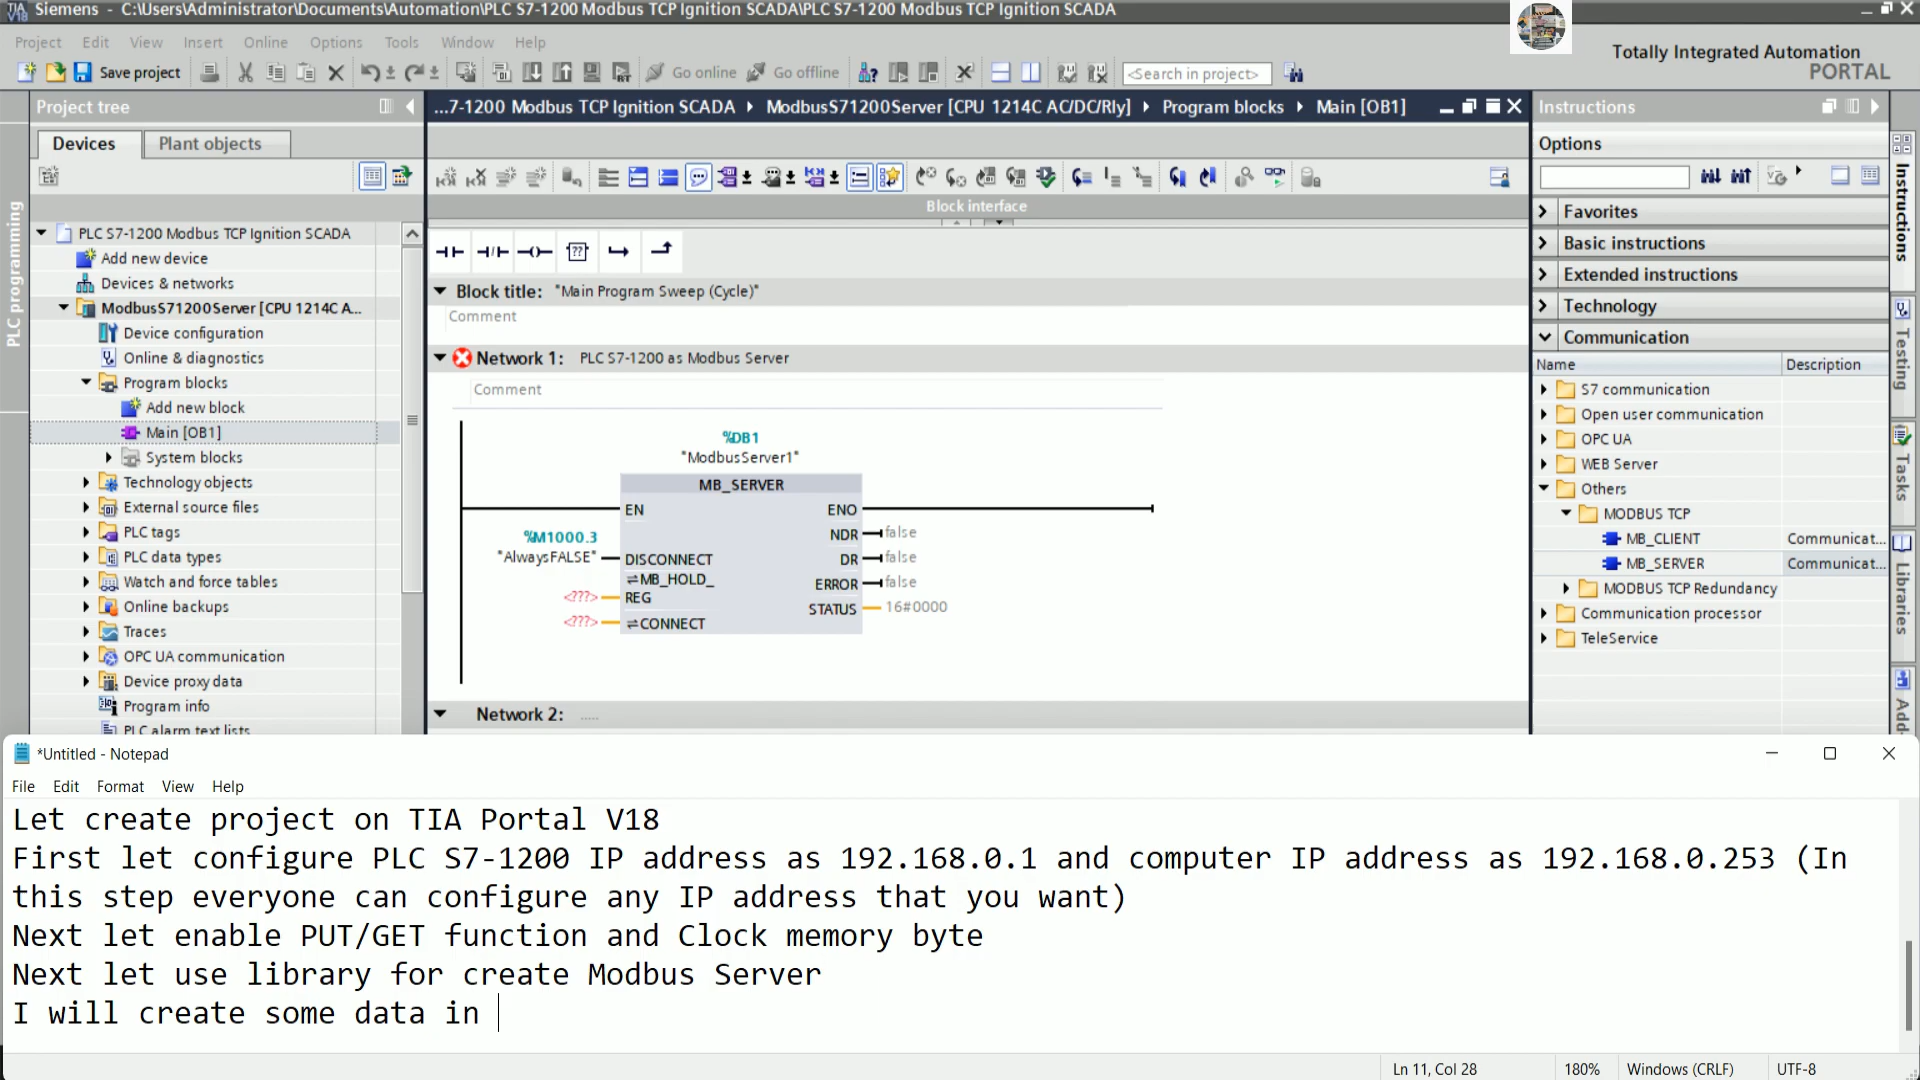 Siemens - C:\Users\Administrator\Documents\Automation\PLC S7-1200 Modbus TCP Ignition SCADA\PLC S7-1200 Modbus TCP Ignition SCADA
Project Edit View Insert Online Options Tools Window Help
Totally Integrated Automation
PORTAL
Save project Go online Go offline <Search in project>
Project tree
...7-1200 Modbus TCP Ignition SCADA ModbusS71200Server [CPU 1214C AC/DC/Rly] Program blocks Main [OB1]
Instructions
Devices Plant objects
Options
Block interface
PLC programming
PLC S7-1200 Modbus TCP Ignition SCADA
Add new device
Devices & networks
ModbusS71200Server [CPU 1214C A...
Device configuration
Online & diagnostics
Program blocks
Add new block
Main [OB1]
System blocks
Technology objects
External source files
PLC tags
PLC data types
Watch and force tables
Online backups
Traces
OPC UA communication
Device proxy data
Program info
PLC alarm text lists
??
Block title: "Main Program Sweep (Cycle)"
Comment
Network 1: PLC S7-1200 as Modbus Server
Comment
%DB1
"ModbusServer1"
MB_SERVER
EN ENO
NDR false
%M1000.3
"AlwaysFALSE" DISCONNECT DR false
MB_HOLD_
REG
<???>
ERROR false
STATUS 16#0000
<???> CONNECT
Network 2: .....
Favorites
Basic instructions
Extended instructions
Technology
Communication
Name Description
S7 communication
Open user communication
OPC UA
WEB Server
Others
MODBUS TCP
MB_CLIENT Communicat...
MB_SERVER Communicat...
MODBUS TCP Redundancy
Communication processor
TeleService
Instructions
Testing
Tasks
Libraries
Add-
*Untitled - Notepad
File Edit Format View Help
Let create project on TIA Portal V18
First let configure PLC S7-1200 IP address as 192.168.0.1 and computer IP address as 192.168.0.253 (In
this step everyone can configure any IP address that you want)
Next let enable PUT/GET function and Clock memory byte
Next let use library for create Modbus Server
I will create some data in
Ln 11, Col 28 180% Windows (CRLF) UTF-8